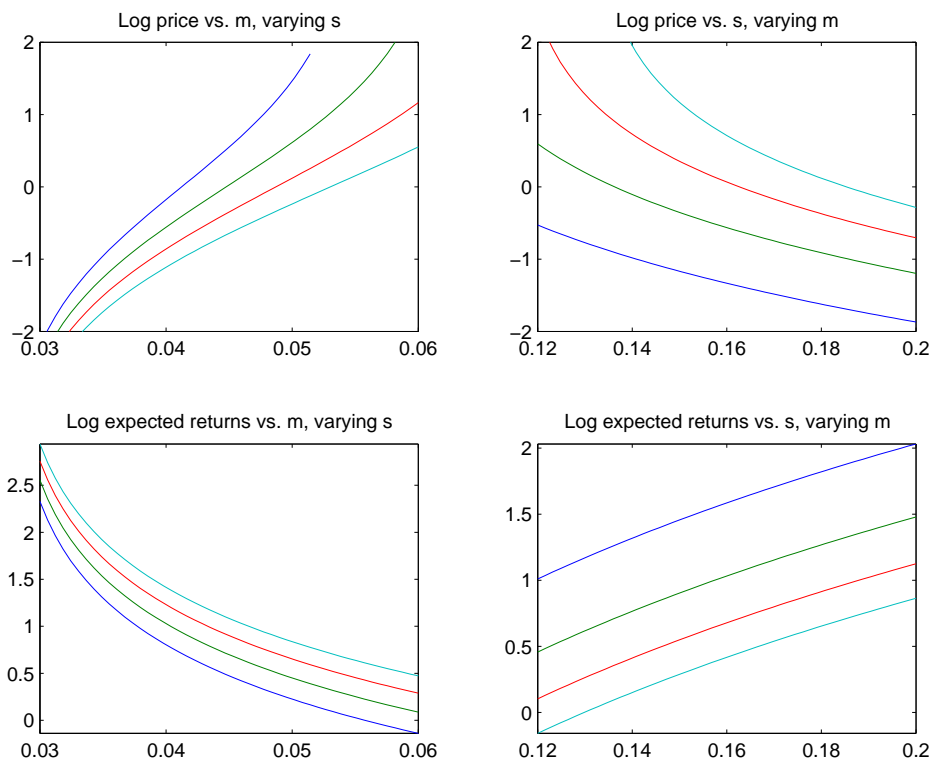 Log price vs. m, varying s
2
1
0
−1
−2
0.03 0.04 0.05 0.06
Log price vs. s, varying m
2
1
0
−1
−2
0.12 0.14 0.16 0.18 0.2
Log expected returns vs. m, varying s
2.5
2
1.5
1
0.5
0
0.03 0.04 0.05 0.06
Log expected returns vs. s, varying m
2
1.5
1
0.5
0
0.12 0.14 0.16 0.18 0.2